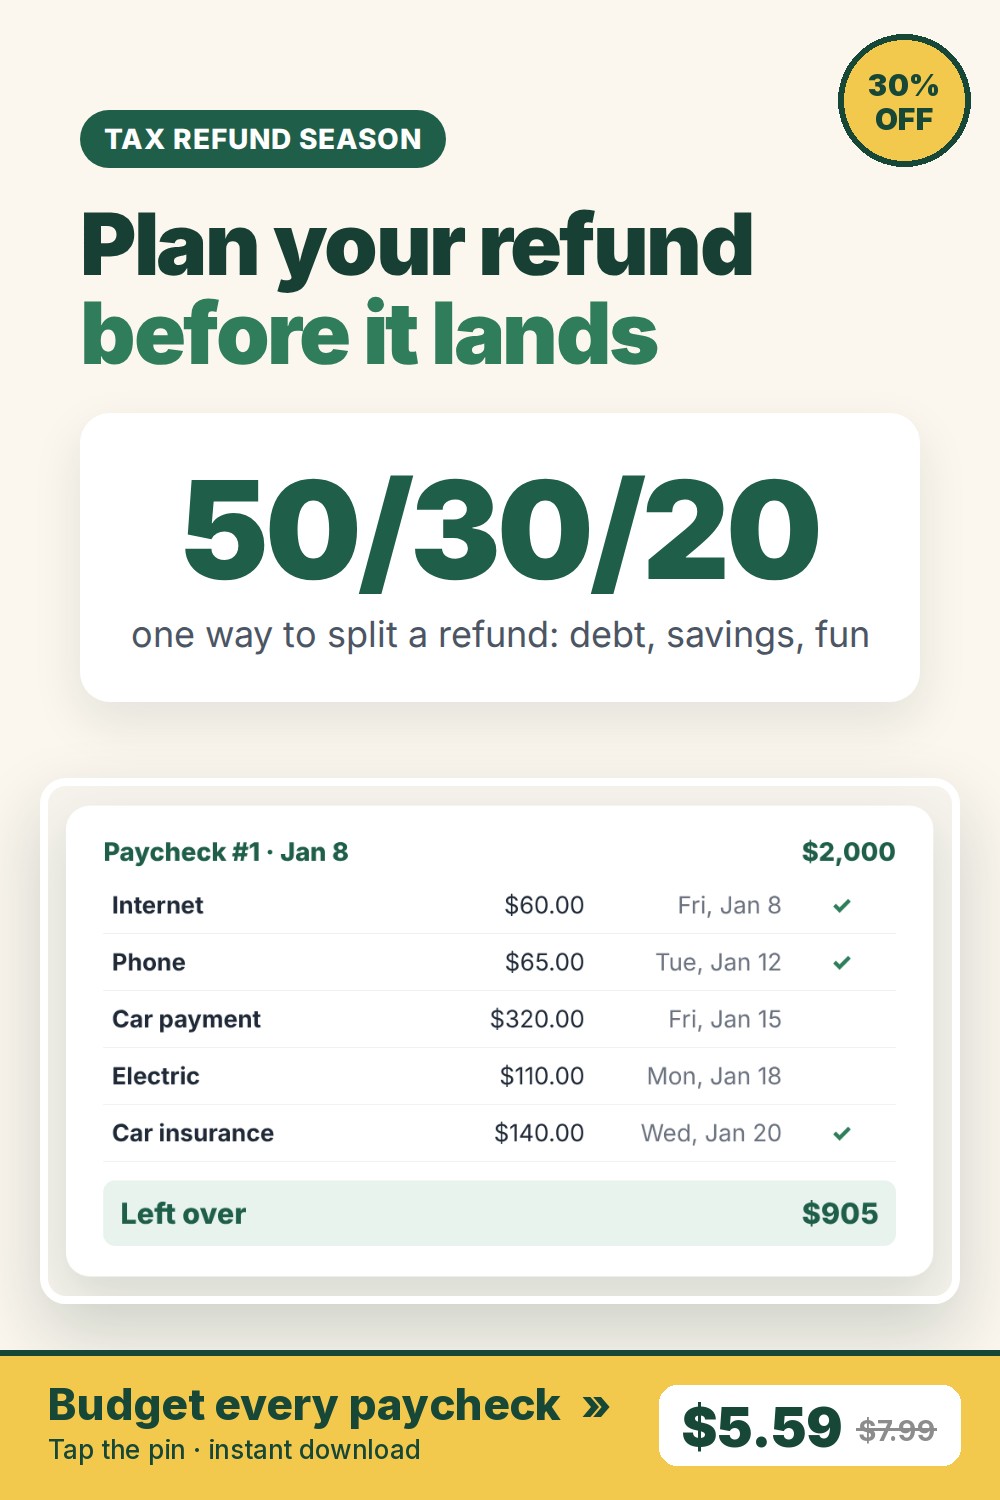 30%
OFF
TAX REFUND SEASON
Plan your refund
before it lands
50/30/20
one way to split a refund: debt, savings, fun
Paycheck #1 · Jan 8 $2,000
Internet $60.00 Fri, Jan 8 ✓
Phone $65.00 Tue, Jan 12 ✓
Car payment $320.00 Fri, Jan 15
Electric $110.00 Mon, Jan 18
Car insurance $140.00 Wed, Jan 20 ✓
Left over $905
Budget every paycheck »
Tap the pin · instant download
$5.59 $7.99